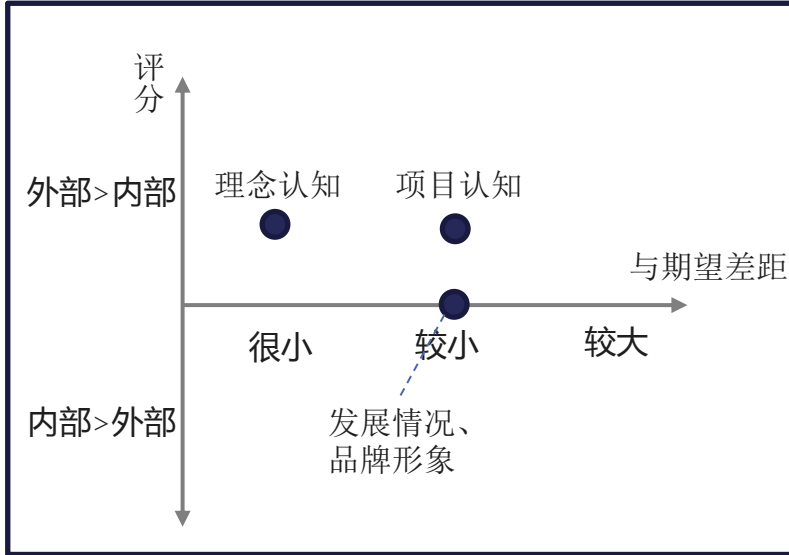 评
分
外部>内部
理念认知
项目认知
与期望差距
很小
较小
较大
内部>外部
发展情况、
品牌形象